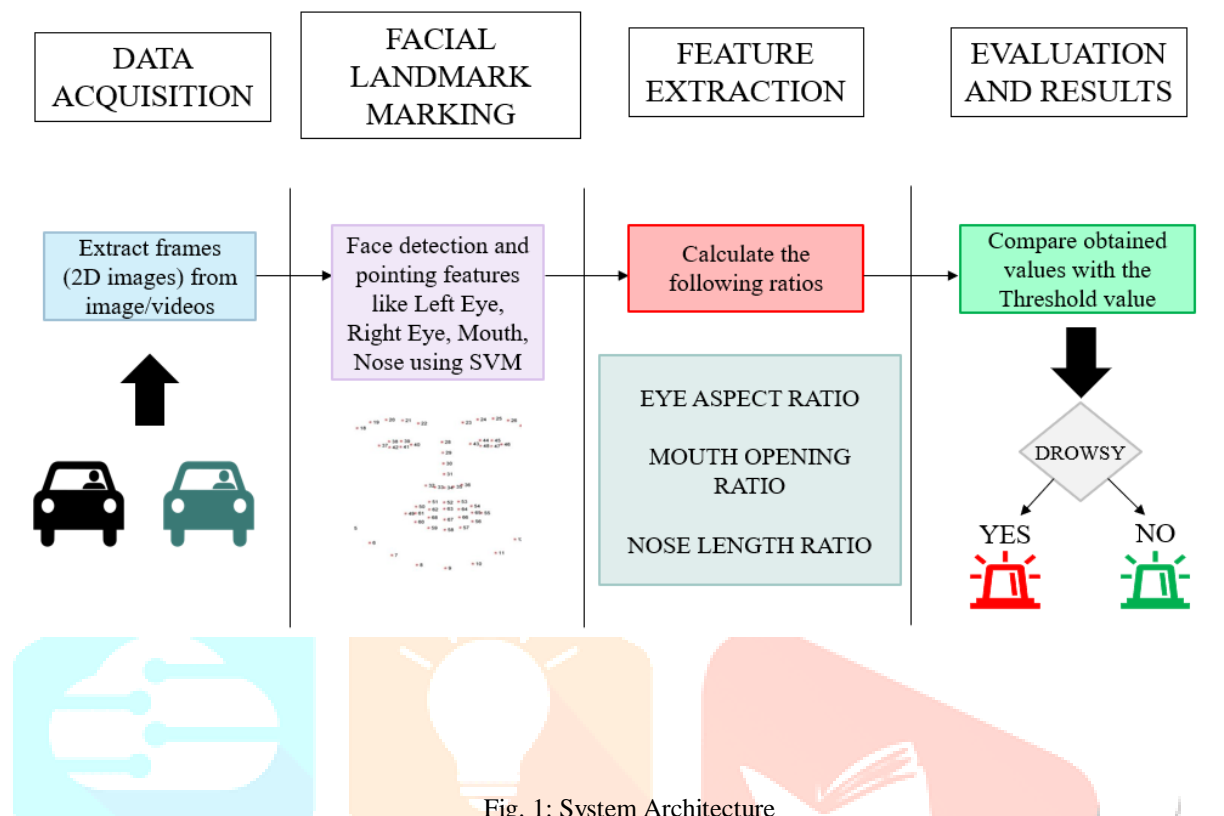 DATA
ACQUISITION
FACIAL
LANDMARK
MARKING
FEATURE
EXTRACTION
EVALUATION
AND RESULTS
Extract frames
(2D images) from
image/videos
Face detection and
pointing features
like Left Eye,
Right Eye, Mouth,
Nose using SVM
Calculate the
following ratios
EYE ASPECT RATIO
MOUTH OPENING
RATIO
NOSE LENGTH RATIO
Compare obtained
values with the
Threshold value
DROWSY
YES
NO
Fig. 1: System Architecture